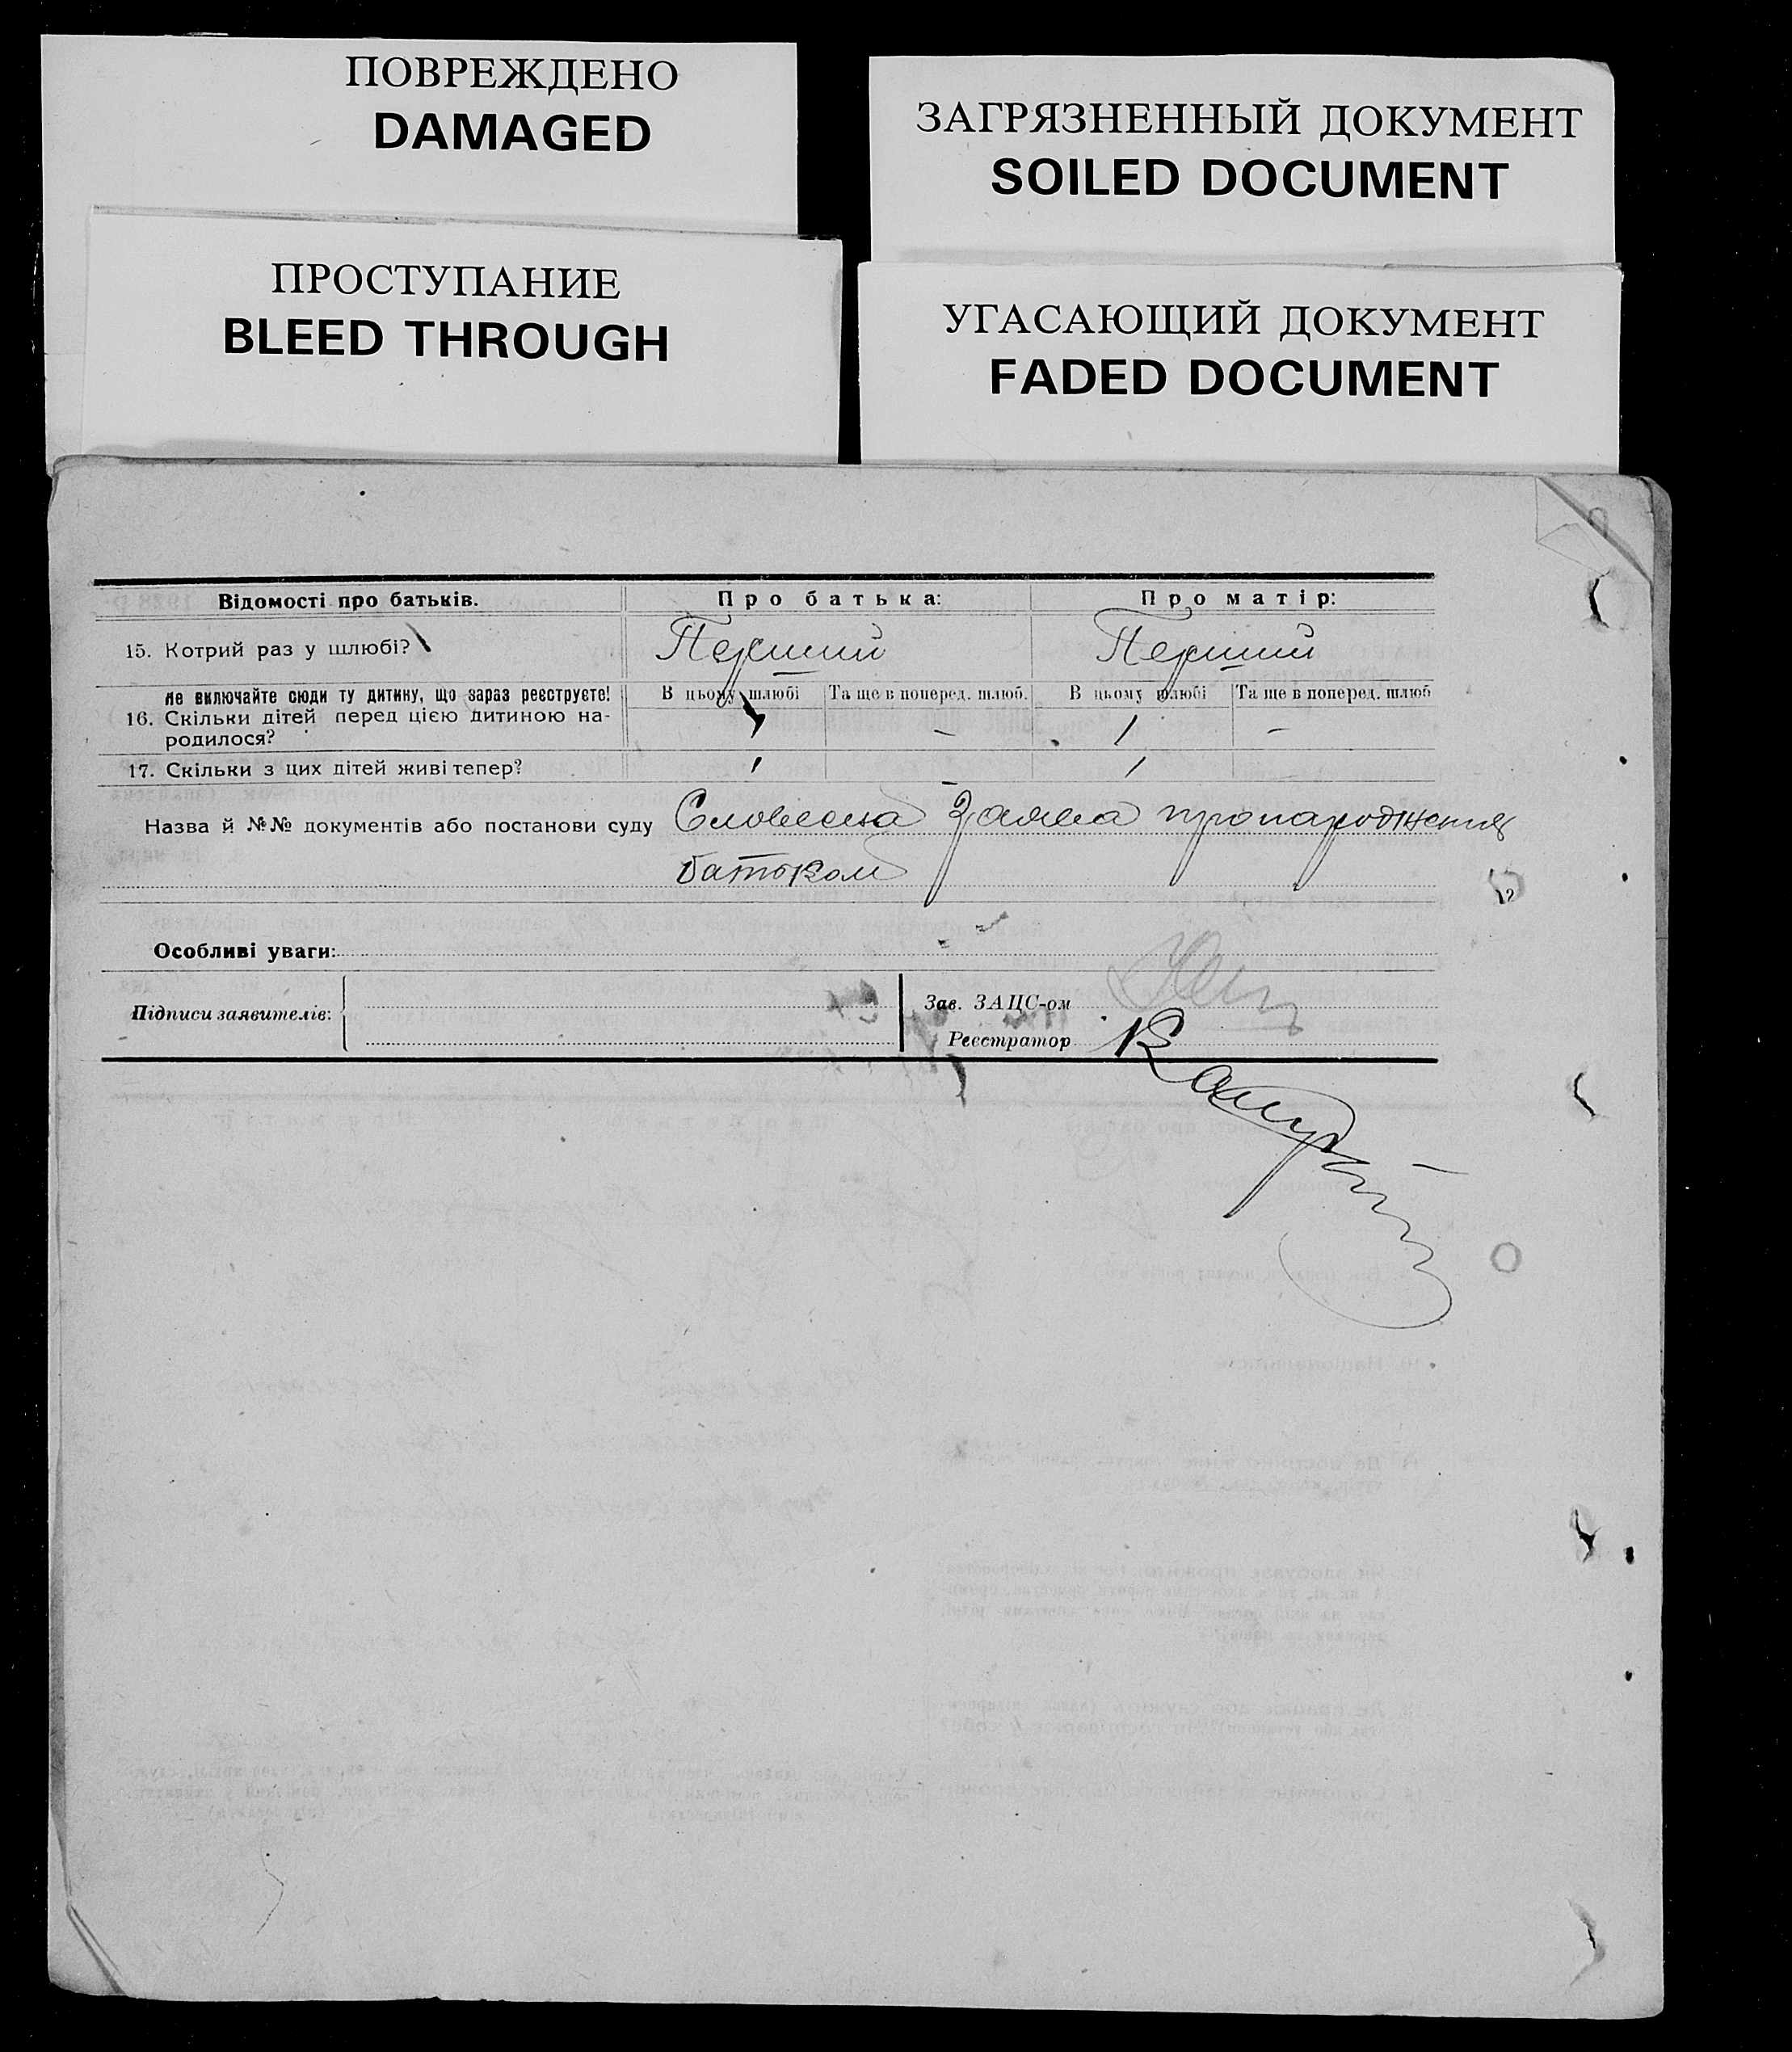 ПОВРЕЖДЕНО
DAMAGED
ЗАГРЯЗНЕННЫЙ ДОКУМЕНТ
SOILED DOCUMENT
ПРОСТУПАНИЕ
BLEED THROUGH
УГАСАЮЩИЙ ДОКУМЕНТ
FADED DOCUMENT
Відомості про батьків. Про батька: Про матір:
15. Котрий раз у шлюбі? Перший Перший
Не включайте сюди ту дитину, що зараз реєструєте! В цьому шлюбі Та ще в поперед. шлюб. В цьому шлюбі Та ще в поперед. шлюб
16. Скільки дітей перед цією дитиною на- 1 – 1 –
родилося?
17. Скільки з цих дітей живі тепер? 1 – 1 –
Назва й №№ документів або постанови суду Словесна Заява про народження
батьком
Особливі уваги:
Підписи заявителів: Зав. ЗАЦС-ом
Реєстратор